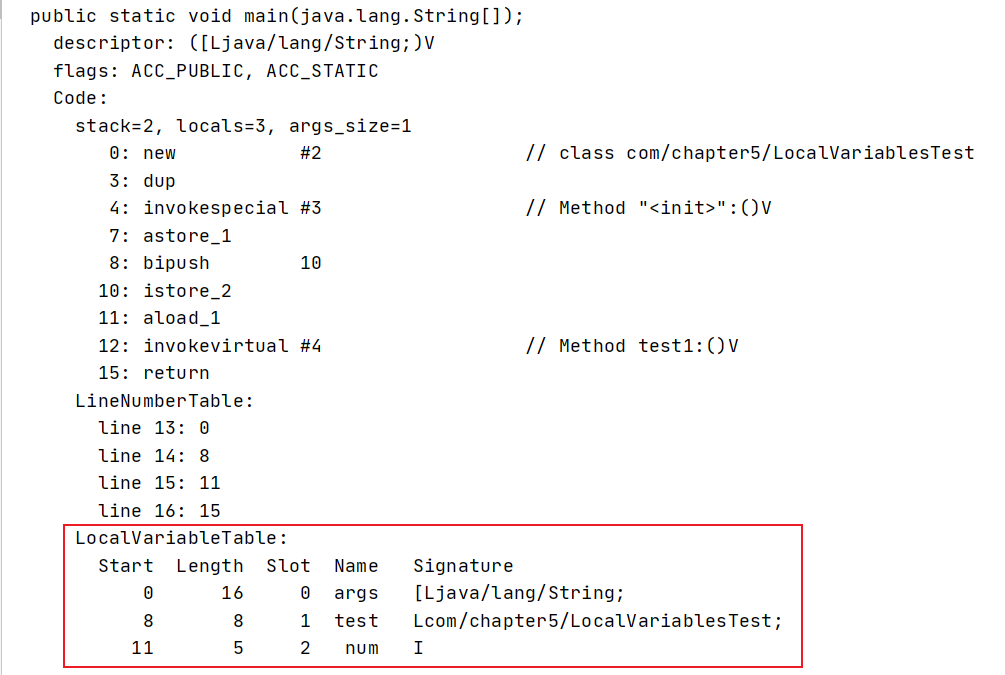 public static void main(java.lang.String[]);
descriptor: ([Ljava/lang/String;)V
flags: ACC_PUBLIC, ACC_STATIC
Code:
stack=2, locals=3, args_size=1
0: new #2 // class com/chapter5/LocalVariablesTest
3: dup
4: invokespecial #3 // Method "<init>":()V
7: astore_1
8: bipush 10
10: istore_2
11: aload_1
12: invokevirtual #4 // Method test1:()V
15: return
LineNumberTable:
line 13: 0
line 14: 8
line 15: 11
line 16: 15
LocalVariableTable:
Start Length Slot Name Signature
0 16 0 args [Ljava/lang/String;
8 8 1 test Lcom/chapter5/LocalVariablesTest;
11 5 2 num I